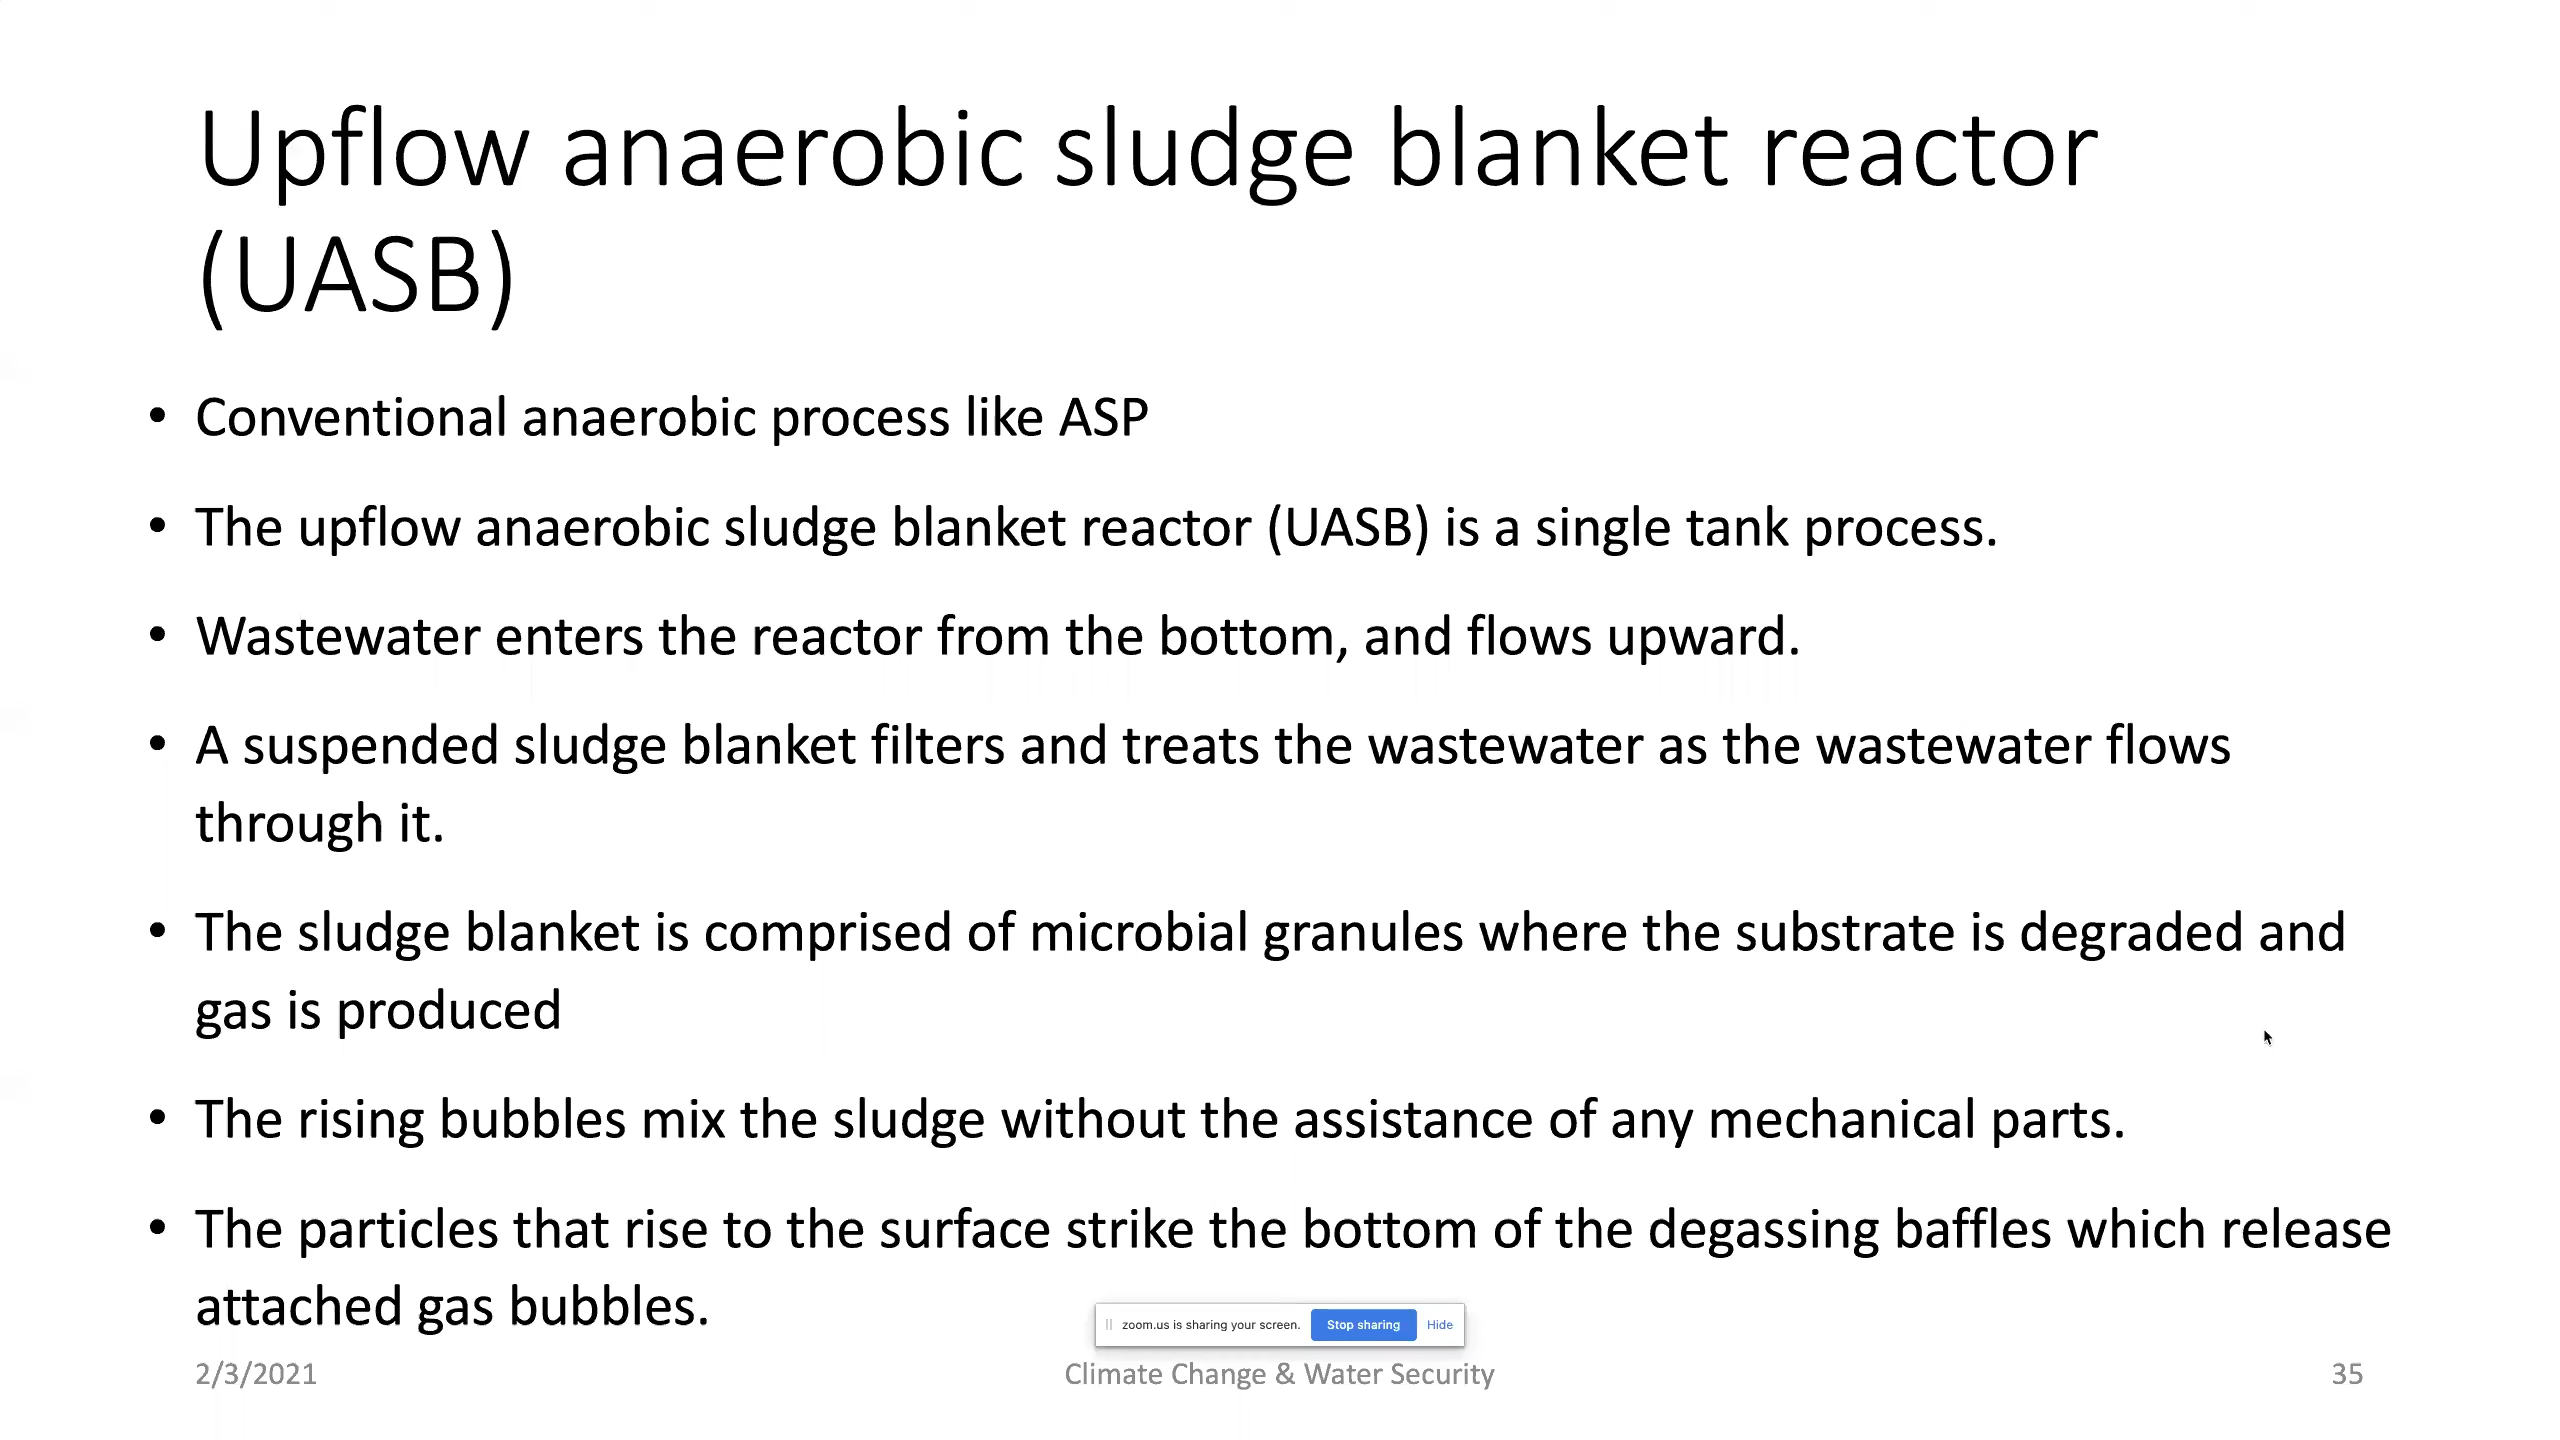 Upflow anaerobic sludge blanket reactor
(UASB)
• Conventional anaerobic process like ASP
• The upflow anaerobic sludge blanket reactor (UASB) is a single tank process.
• Wastewater enters the reactor from the bottom, and flows upward.
• A suspended sludge blanket filters and treats the wastewater as the wastewater flows
through it.
• The sludge blanket is comprised of microbial granules where the substrate is degraded and
gas is produced
• The rising bubbles mix the sludge without the assistance of any mechanical parts.
• The particles that rise to the surface strike the bottom of the degassing baffles which release
attached gas bubbles.
zoom.us is sharing your screen. Stop sharing Hide
2/3/2021 Climate Change & Water Security 35